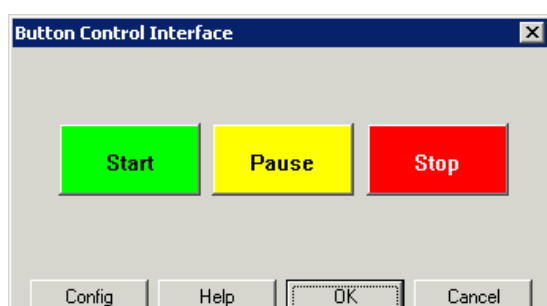 Button Control Interface
Start Pause Stop
Config Help OK Cancel